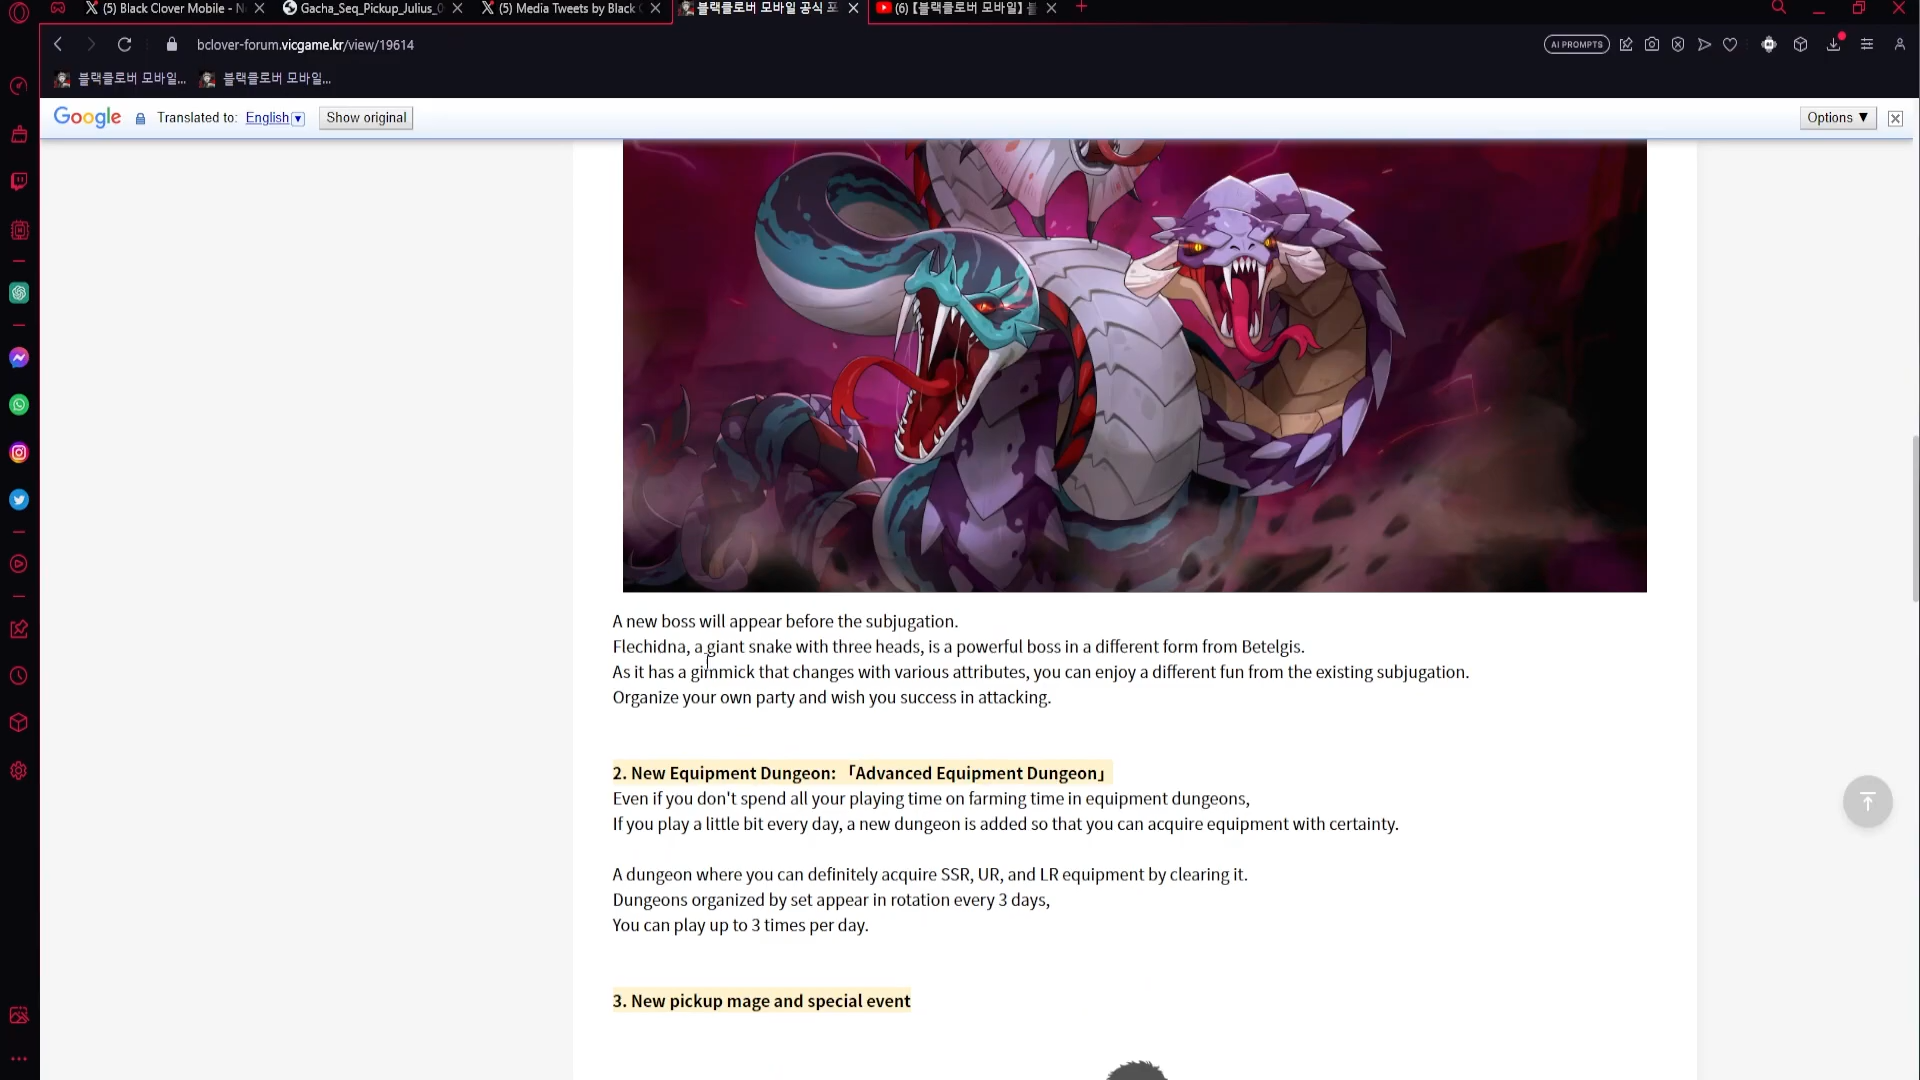 (5) Black Clover Mobile - N
Gacha_Seq_Pickup_Julius_0
(5) Media Tweets by Black
블랙클로버 모바일 공식 포
(6) [블랙클로버 모바일]
bclover-forum.vicgame.kr/view/19614
AI PROMPTS
블랙클로버 모바일...
블랙클로버 모바일...
Google
Translated to: English
Show original
Options ▼
A new boss will appear before the subjugation.
Flechidna, a giant snake with three heads, is a powerful boss in a different form from Betelgis.
As it has a gimmick that changes with various attributes, you can enjoy a different fun from the existing subjugation.
Organize your own party and wish you success in attacking.
2. New Equipment Dungeon: 「Advanced Equipment Dungeon」
Even if you don't spend all your playing time on farming time in equipment dungeons,
If you play a little bit every day, a new dungeon is added so that you can acquire equipment with certainty.
A dungeon where you can definitely acquire SSR, UR, and LR equipment by clearing it.
Dungeons organized by set appear in rotation every 3 days,
You can play up to 3 times per day.
3. New pickup mage and special event